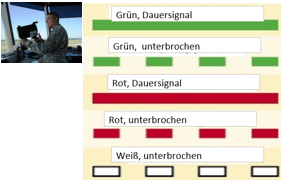 Grün, Dauersignal
Grün, unterbrochen
Rot, Dauersignal
Rot, unterbrochen
Weiß, unterbrochen